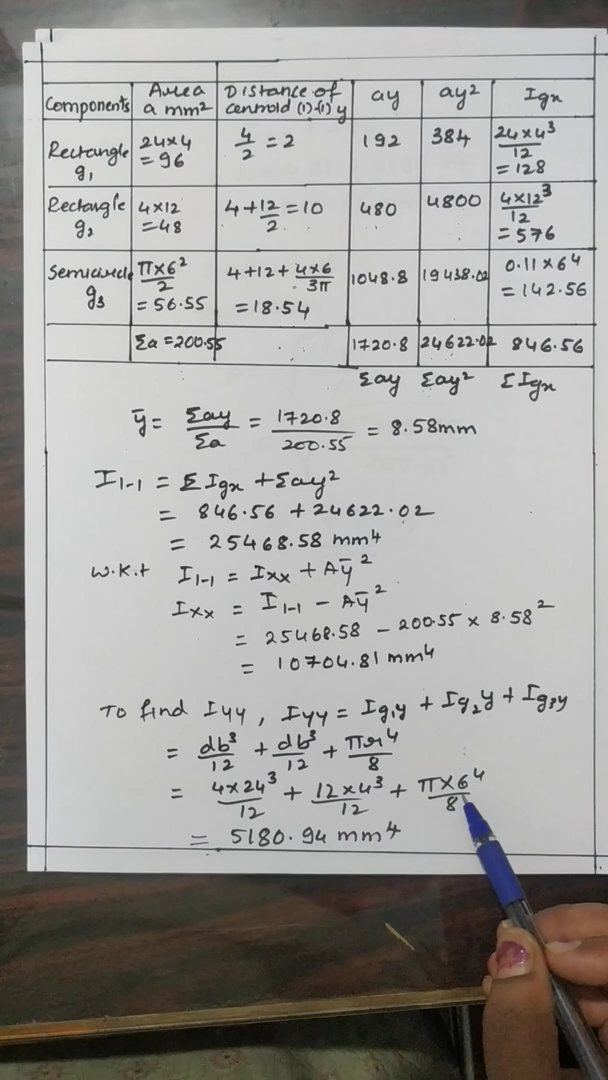 Components | Area a mm² | Distance of centroid (1)-(1) y | ay | ay² | Igx
Rectangle g₁ | 24×4 = 96 | 4/2 = 2 | 192 | 384 | 24×4³/12 = 128
Rectangle g₂ | 4×12 = 48 | 4+12/2 = 10 | 480 | 4800 | 4×12³/12 = 576
Semicircle g₃ | π×6²/2 = 56.55 | 4+12+4×6/3π = 18.54 | 1048.8 | 19438.02 | 0.11×6⁴ = 142.56
Σa = 200.55 | 1720.8 | 24622.02 | 846.56
Σay Σay² ΣIgx
ȳ = Σay/Σa = 1720.8/200.55 = 8.58mm
I₁₋₁ = ΣIgx + Σay²
= 846.56 + 24622.02
= 25468.58 mm⁴
W.K.t I₁₋₁ = Ixx + Aȳ²
Ixx = I₁₋₁ − Aȳ²
= 25468.58 − 200.55 × 8.58²
= 10704.81 mm⁴
To find Iyy, Iyy = Ig₁y + Ig₂y + Ig₃y
= db³/12 + db³/12 + πr⁴/8
= 4×24³/12 + 12×4³/12 + π×6⁴/8
= 5180.94 mm⁴